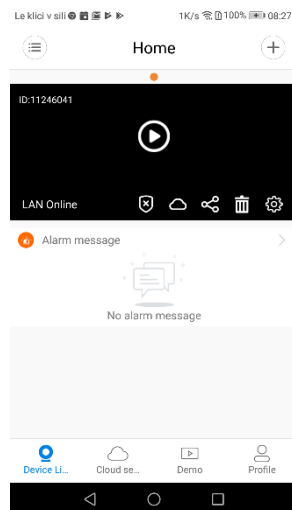 Le klici v sili 1K/s 100% 08:27
Home
ID:11246041
LAN Online
Alarm message
No alarm message
Device Li... Cloud se... Demo Profile